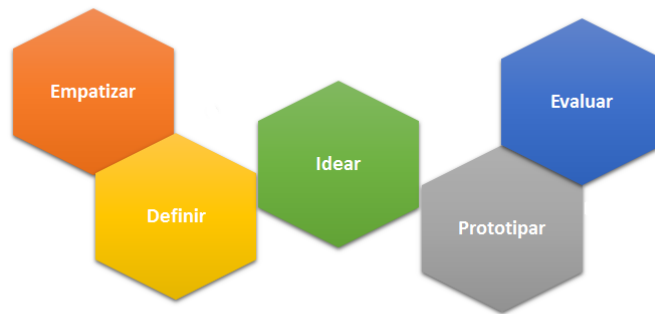 Empatizar
Definir
Idear
Prototipar
Evaluar